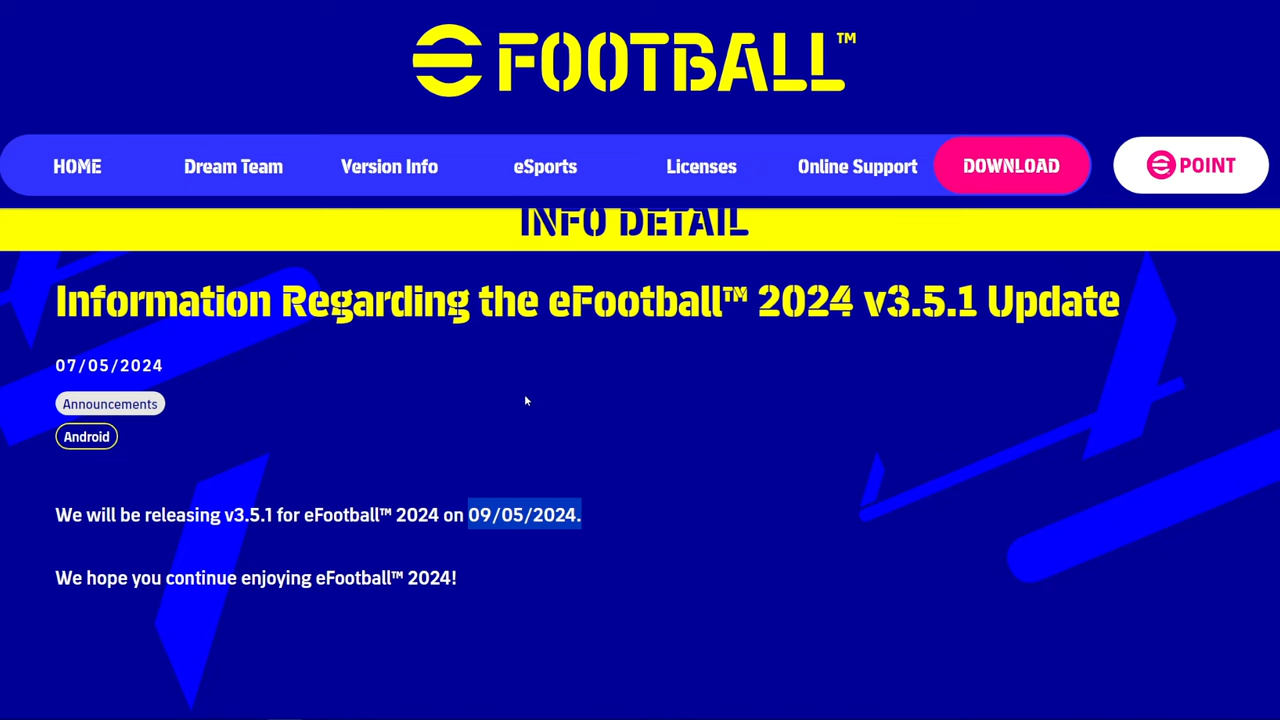 eFOOTBALL™
HOME Dream Team Version Info eSports Licenses Online Support DOWNLOAD e POINT
INFO DETAIL
Information Regarding the eFootball™ 2024 v3.5.1 Update
07/05/2024
Announcements
Android
We will be releasing v3.5.1 for eFootball™ 2024 on 09/05/2024.
We hope you continue enjoying eFootball™ 2024!